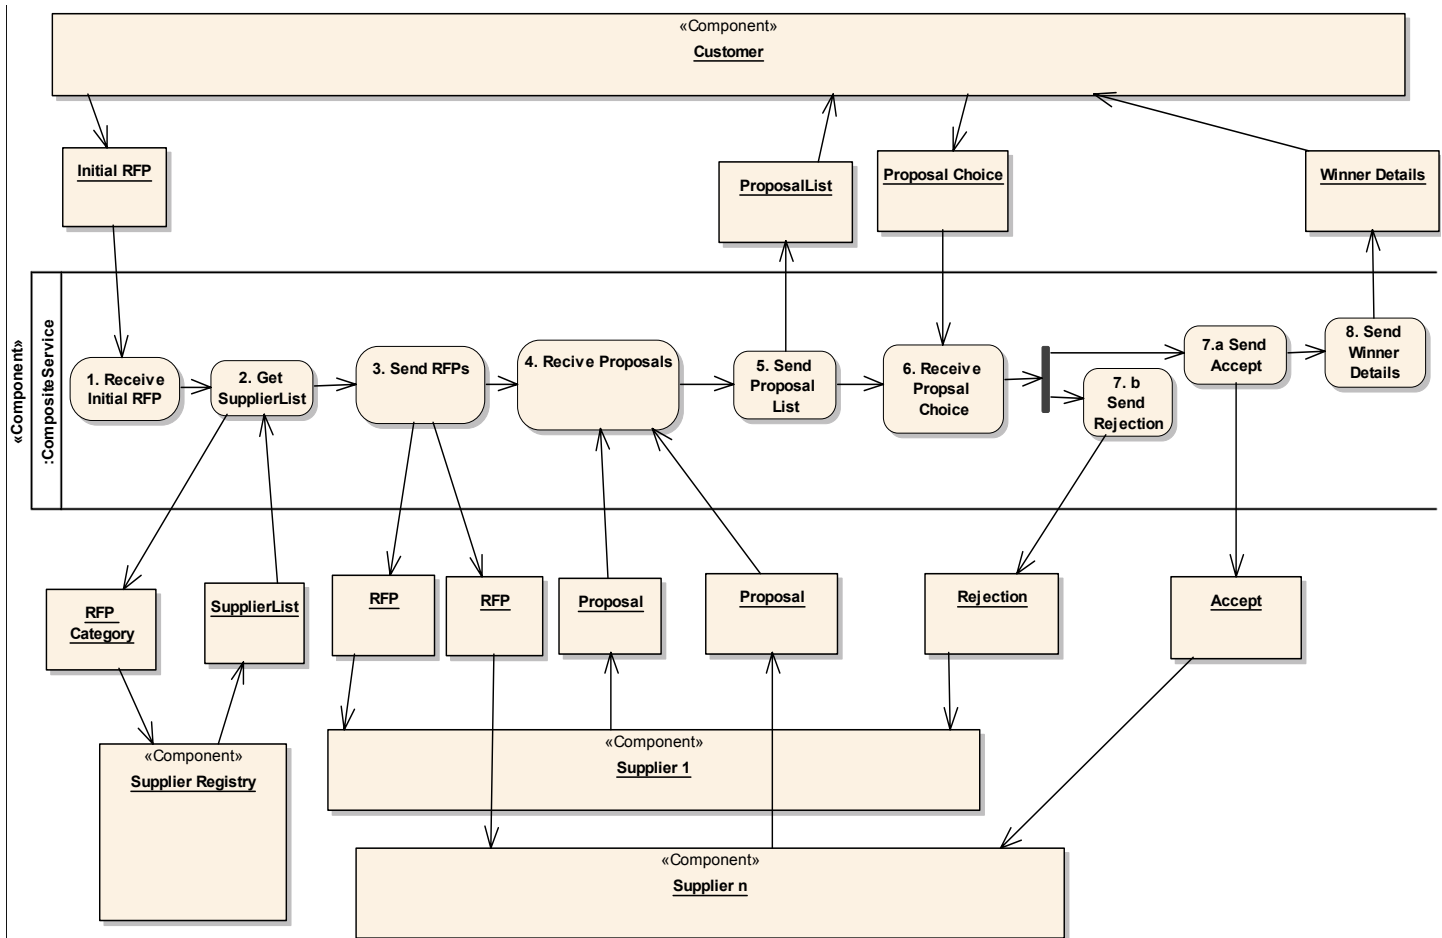 «Component»
Customer
Initial RFP
ProposalList
Proposal Choice
Winner Details
«Component»
:CompositeService
1. Receive
Initial RFP
2. Get
SupplierList
3. Send RFPs
4. Recive Proposals
5. Send
Proposal
List
6. Receive
Propsal
Choice
7. b
Send
Rejection
7.a Send
Accept
8. Send
Winner
Details
RFP
Category
SupplierList
RFP
RFP
Proposal
Proposal
Rejection
Accept
«Component»
Supplier Registry
«Component»
Supplier 1
«Component»
Supplier n